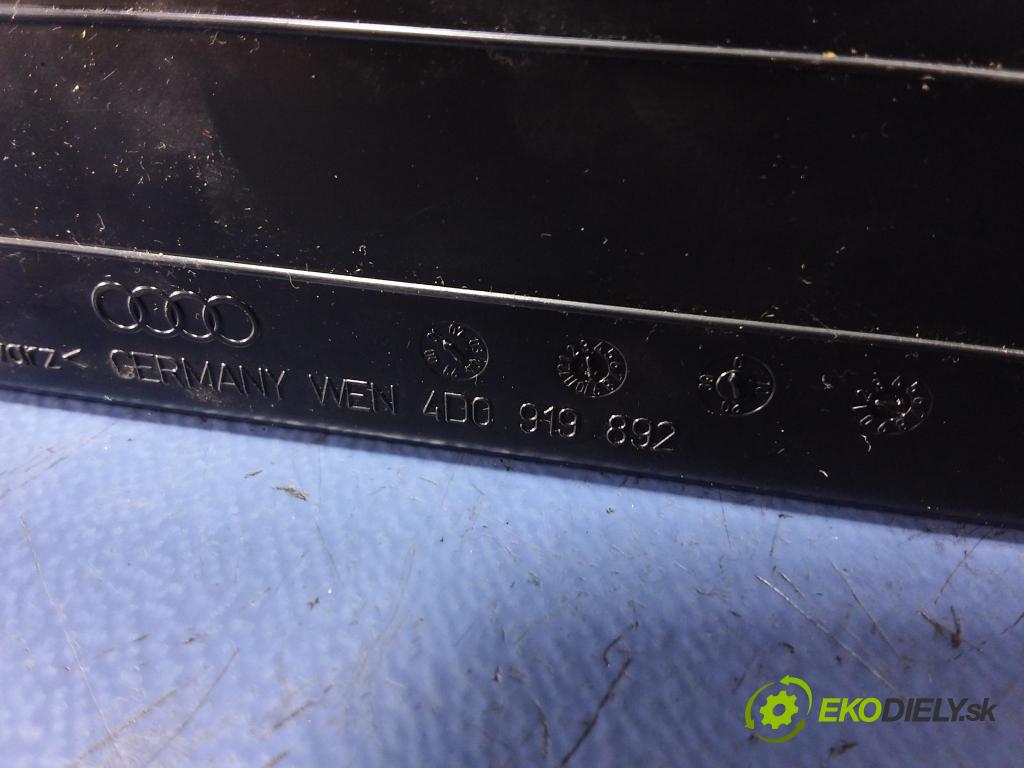 GERMANY WEN 4D0 919 892
EKODIELY.sk